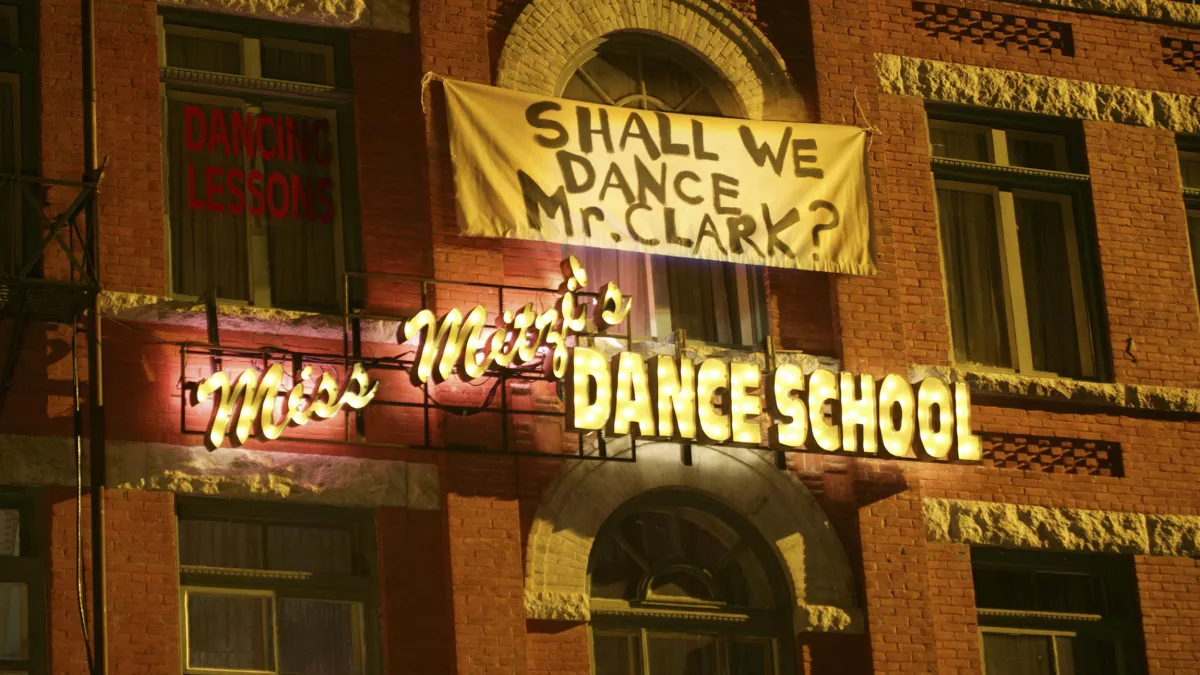 DANCING
LESSONS
SHALL WE
DANCE
Mr. CLARK?
Miss Mitzi's
DANCE SCHOOL